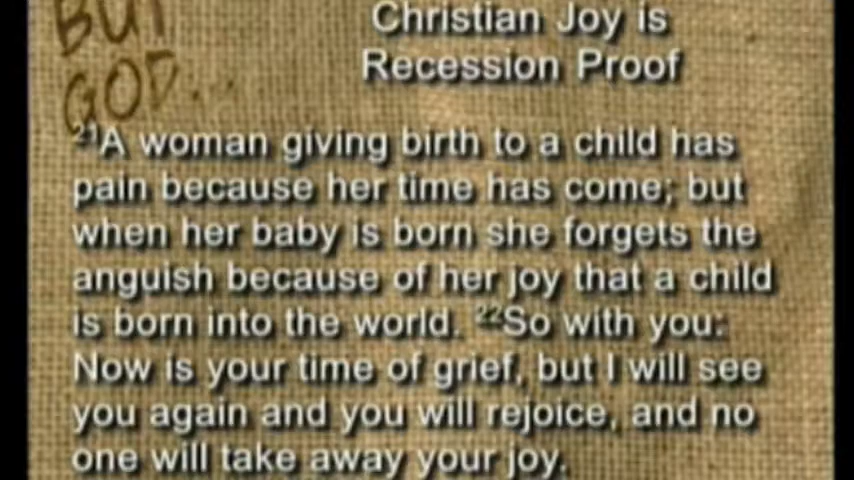 BUT
GOD...
Christian Joy is
Recession Proof
21A woman giving birth to a child has
pain because her time has come; but
when her baby is born she forgets the
anguish because of her joy that a child
is born into the world. 22So with you:
Now is your time of grief, but I will see
you again and you will rejoice, and no
one will take away your joy.